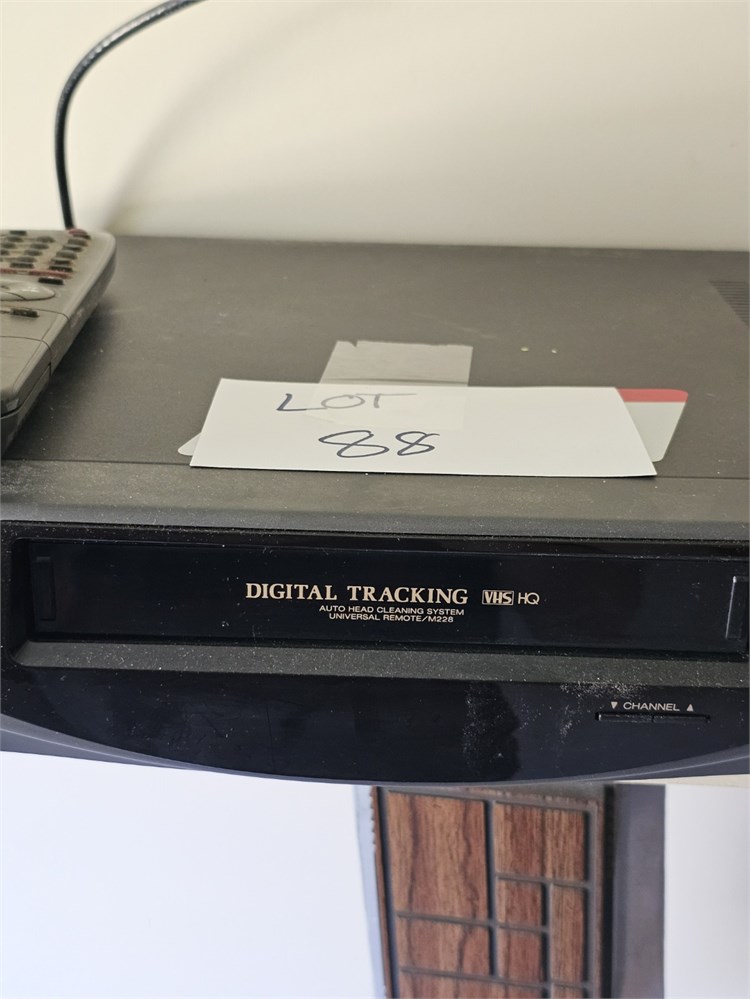 LOT
88
DIGITAL TRACKING VHS HQ
AUTO HEAD CLEANING SYSTEM
UNIVERSAL REMOTE/M228
▼ CHANNEL ▲